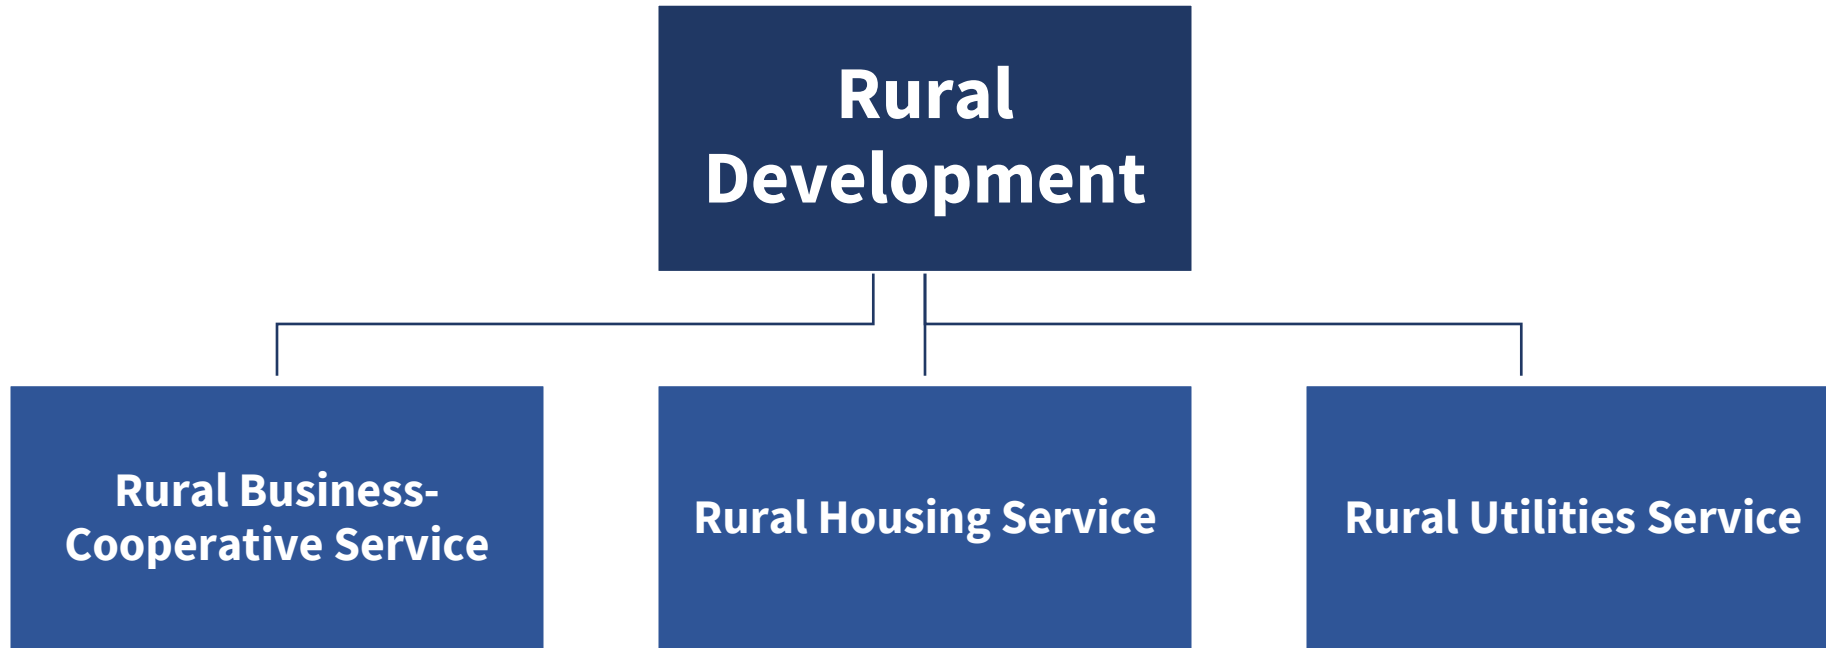 Rural
Development
Rural Business-
Cooperative Service
Rural Housing Service
Rural Utilities Service